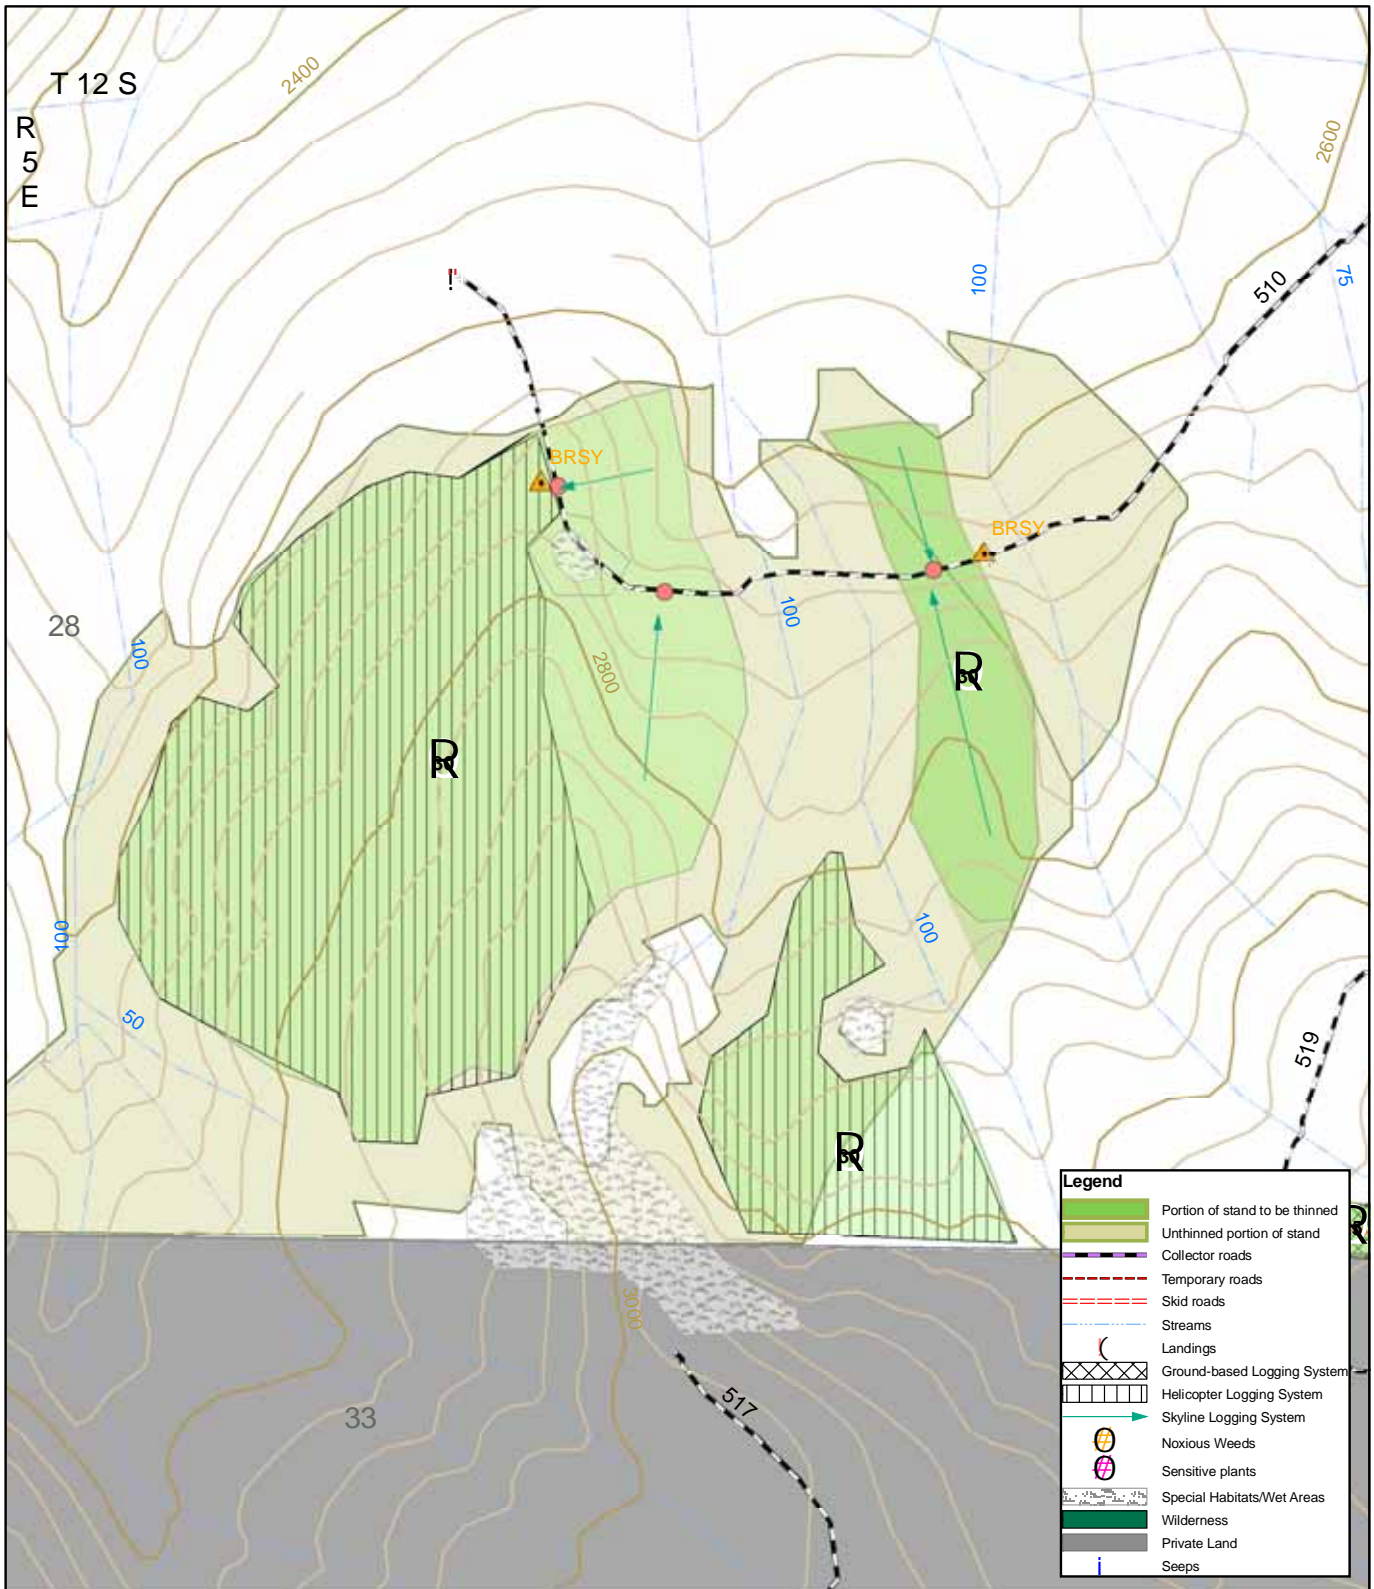 T 12 S
R
5
E
2400
2600
100
75
510
!"
BRSY
BRSY
28
100
100
2800
R
30
R
30
100
100
50
519
R
30
R
3000
33
517
Legend
Portion of stand to be thinned
Unthinned portion of stand
Collector roads
Temporary roads
Skid roads
Streams
Landings
Ground-based Logging System
Helicopter Logging System
Skyline Logging System
Noxious Weeds
Sensitive plants
Special Habitats/Wet Areas
Wilderness
Private Land
i
Seeps